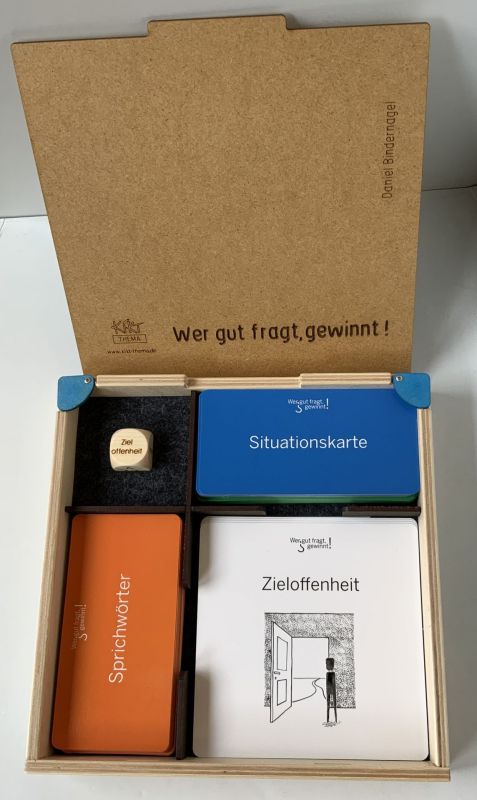 Daniel Bindernagel
KiKT
THEMA
www.kikt-thema.de
Wer gut fragt, gewinnt!
Ziel
offenheit
Wer gut fragt,
gewinnt!
Situationskarte
Wer gut fragt,
gewinnt!
Sprichwörter
Wer gut fragt,
gewinnt!
Zieloffenheit